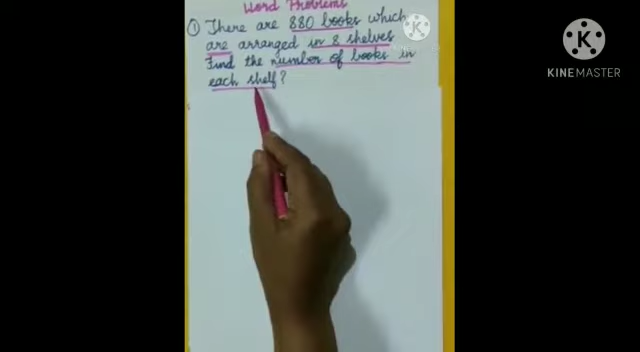 Word Problems
① There are 880 books which
are arranged in 8 shelves
Find the number of books in
each shelf?
KINEMASTER